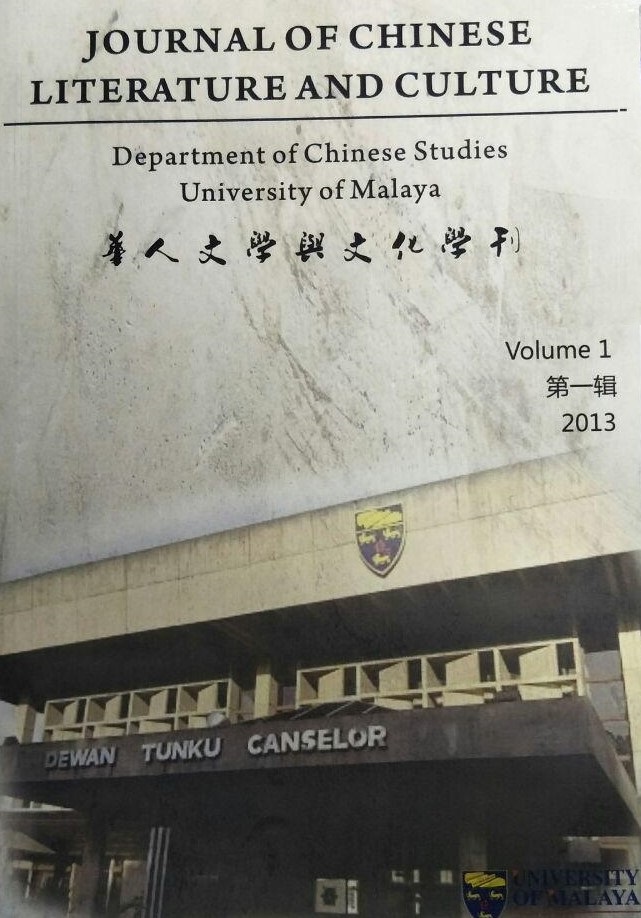 JOURNAL OF CHINESE
LITERATURE AND CULTURE
Department of Chinese Studies
University of Malaya
華人文學與文化學刊
Volume 1
第一辑
2013
DEWAN TUNKU CANSELOR
UNIVERSITY
OF MALAYA